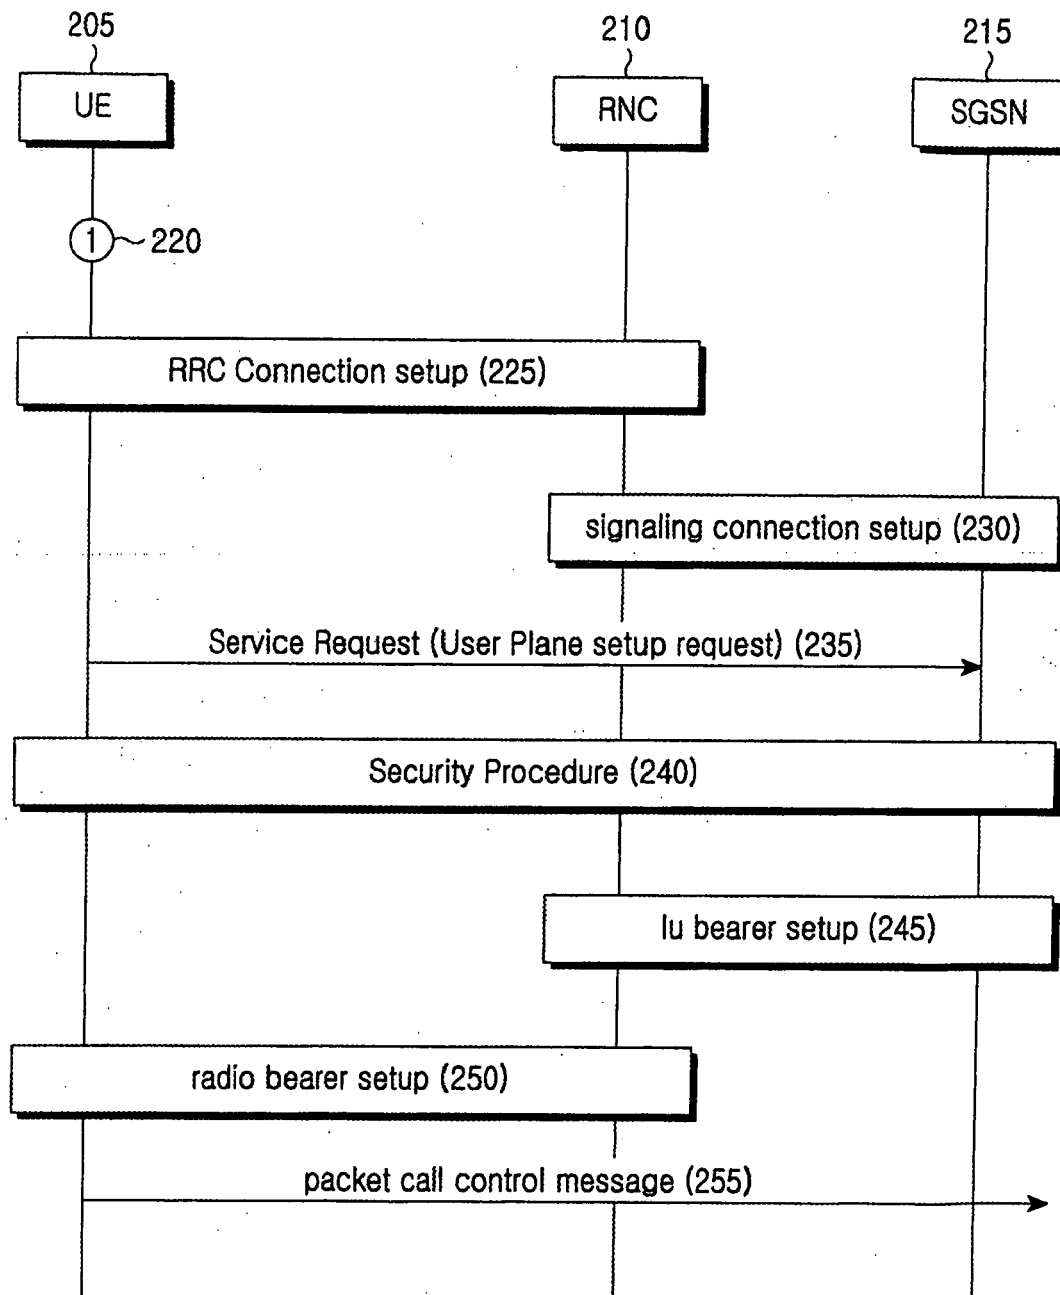 205
210
215
UE
RNC
SGSN
1
220
RRC Connection setup (225)
signaling connection setup (230)
Service Request (User Plane setup request) (235)
Security Procedure (240)
Iu bearer setup (245)
radio bearer setup (250)
packet call control message (255)